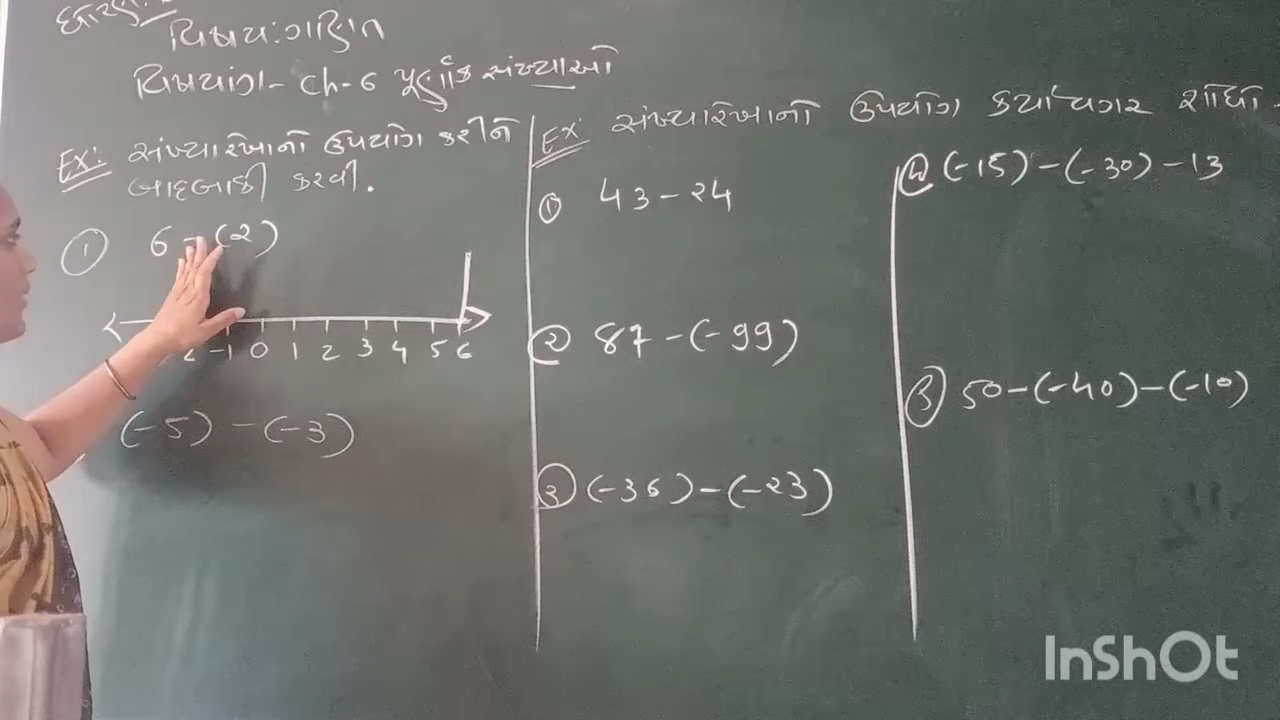 ધોરણ:
વિષય:ગણિત
વિષયાંગ- Ch-6 પૂર્ણાંક સંખ્યાઓ
Ex: સંખ્યારેખાનો ઉપયોગ કરીને
બાદબાકી કરવી.
① 6 - (2)
2 -1 0 1 2 3 4 5 6
(-5) - (-3)
Ex: સંખ્યારેખાનો ઉપયોગ કર્યા વગર શોધો.
① 43 - 24
② 87 - (-99)
③ (-36) - (-23)
(-15) - (-30) - 13
50 - (-40) - (-10)
InShOt